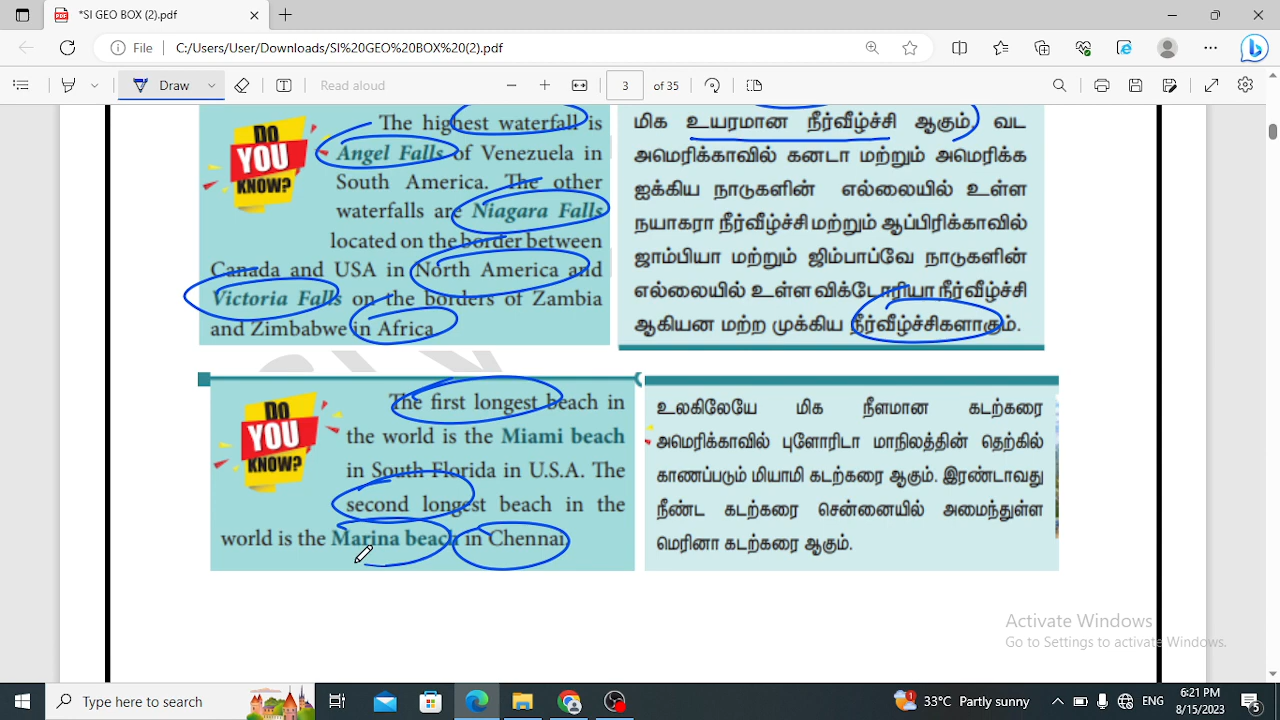 *SI GEO BOX (2).pdf
File C:/Users/User/Downloads/SI%20GEO%20BOX%20(2).pdf
Draw
Read aloud
3 of 35
DO YOU KNOW?
The highest waterfall is
Angel Falls of Venezuela in
South America. The other
waterfalls are Niagara Falls
located on the border between
Canada and USA in North America and
Victoria Falls on the borders of Zambia
and Zimbabwe in Africa
மிக உயரமான நீர்வீழ்ச்சி ஆகும். வட
அமெரிக்காவில் கனடா மற்றும் அமெரிக்க
ஐக்கிய நாடுகளின் எல்லையில் உள்ள
நயாகரா நீர்வீழ்ச்சி மற்றும் ஆப்பிரிக்காவில்
ஜாம்பியா மற்றும் ஜிம்பாப்வே நாடுகளின்
எல்லையில் உள்ள விக்டோரியா நீர்வீழ்ச்சி
ஆகியன மற்ற முக்கிய நீர்வீழ்ச்சிகளாகும்.
DO YOU KNOW?
The first longest beach in
the world is the Miami beach
in South Florida in U.S.A. The
second longest beach in the
world is the Marina beach in Chennai.
உலகிலேயே மிக நீளமான கடற்கரை
அமெரிக்காவில் புளோரிடா மாநிலத்தின் தெற்கில்
காணப்படும் மியாமி கடற்கரை ஆகும். இரண்டாவது
நீண்ட கடற்கரை சென்னையில் அமைந்துள்ள
மெரினா கடற்கரை ஆகும்.
Activate Windows
Go to Settings to activate Windows.
Type here to search
33°C Partly sunny
ENG
6:21 PM
8/15/2023
5